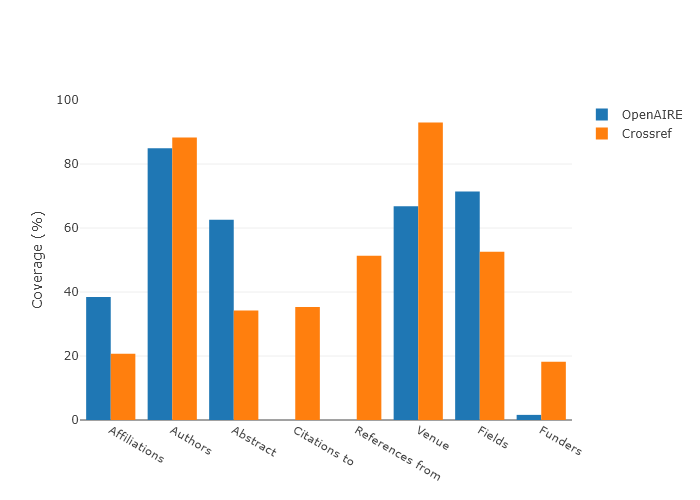 OpenAIRE
Crossref
Coverage (%)
100
80
60
40
20
0
Affiliations
Authors
Abstract
Citations to
References from
Venue
Fields
Funders